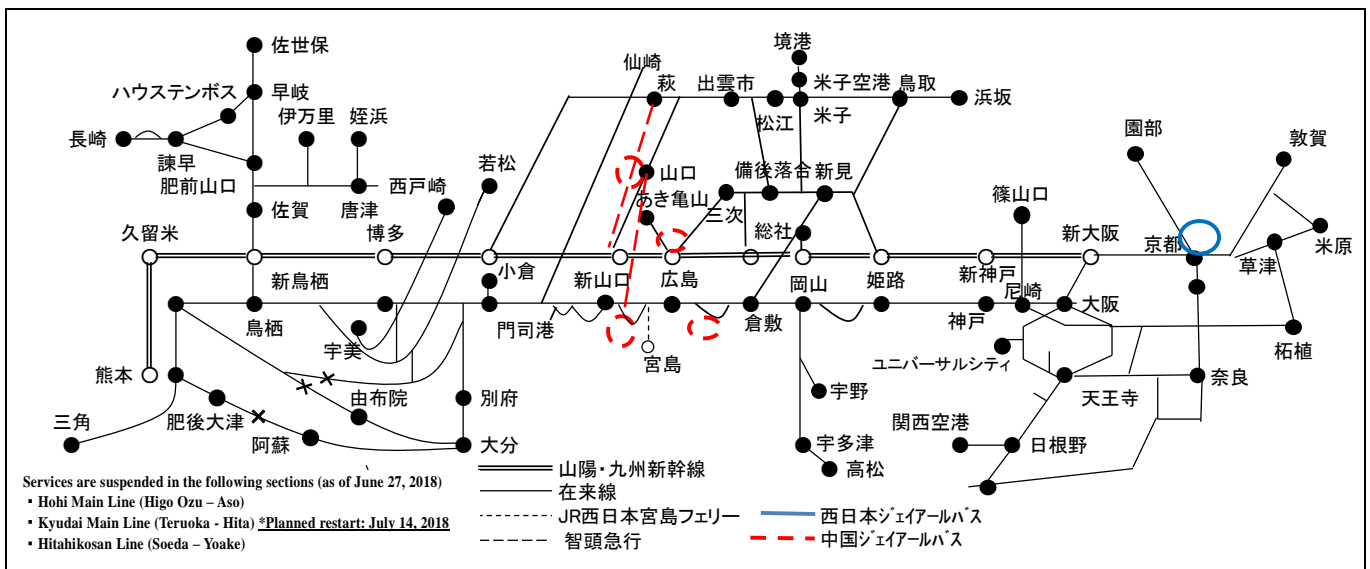 佐世保
ハウステンボス
早岐
伊万里
姪浜
長崎
諫早
肥前山口
唐津
西戸崎
若松
佐賀
仙崎
萩
出雲市
境港
米子空港
鳥取
松江
米子
浜坂
山口
あき亀山
三次
備後落合
新見
総社
篠山口
園部
敦賀
新大阪
京都
草津
米原
久留米
新鳥栖
博多
小倉
新山口
広島
岡山
姫路
新神戸
尼崎
大阪
鳥栖
門司港
倉敷
神戸
宇美
宮島
ユニバーサルシティ
柘植
熊本
三角
肥後大津
阿蘇
由布院
別府
大分
宇野
宇多津
高松
天王寺
奈良
関西空港
日根野
Services are suspended in the following sections (as of June 27, 2018)
▪ Hohi Main Line (Higo Ozu – Aso)
▪ Kyudai Main Line (Teruoka - Hita) *Planned restart: July 14, 2018
▪ Hitahikosan Line (Soeda – Yoake)
山陽・九州新幹線
在来線
JR西日本宮島フェリー
智頭急行
西日本ジェイアールバス
中国ジェイアールバス